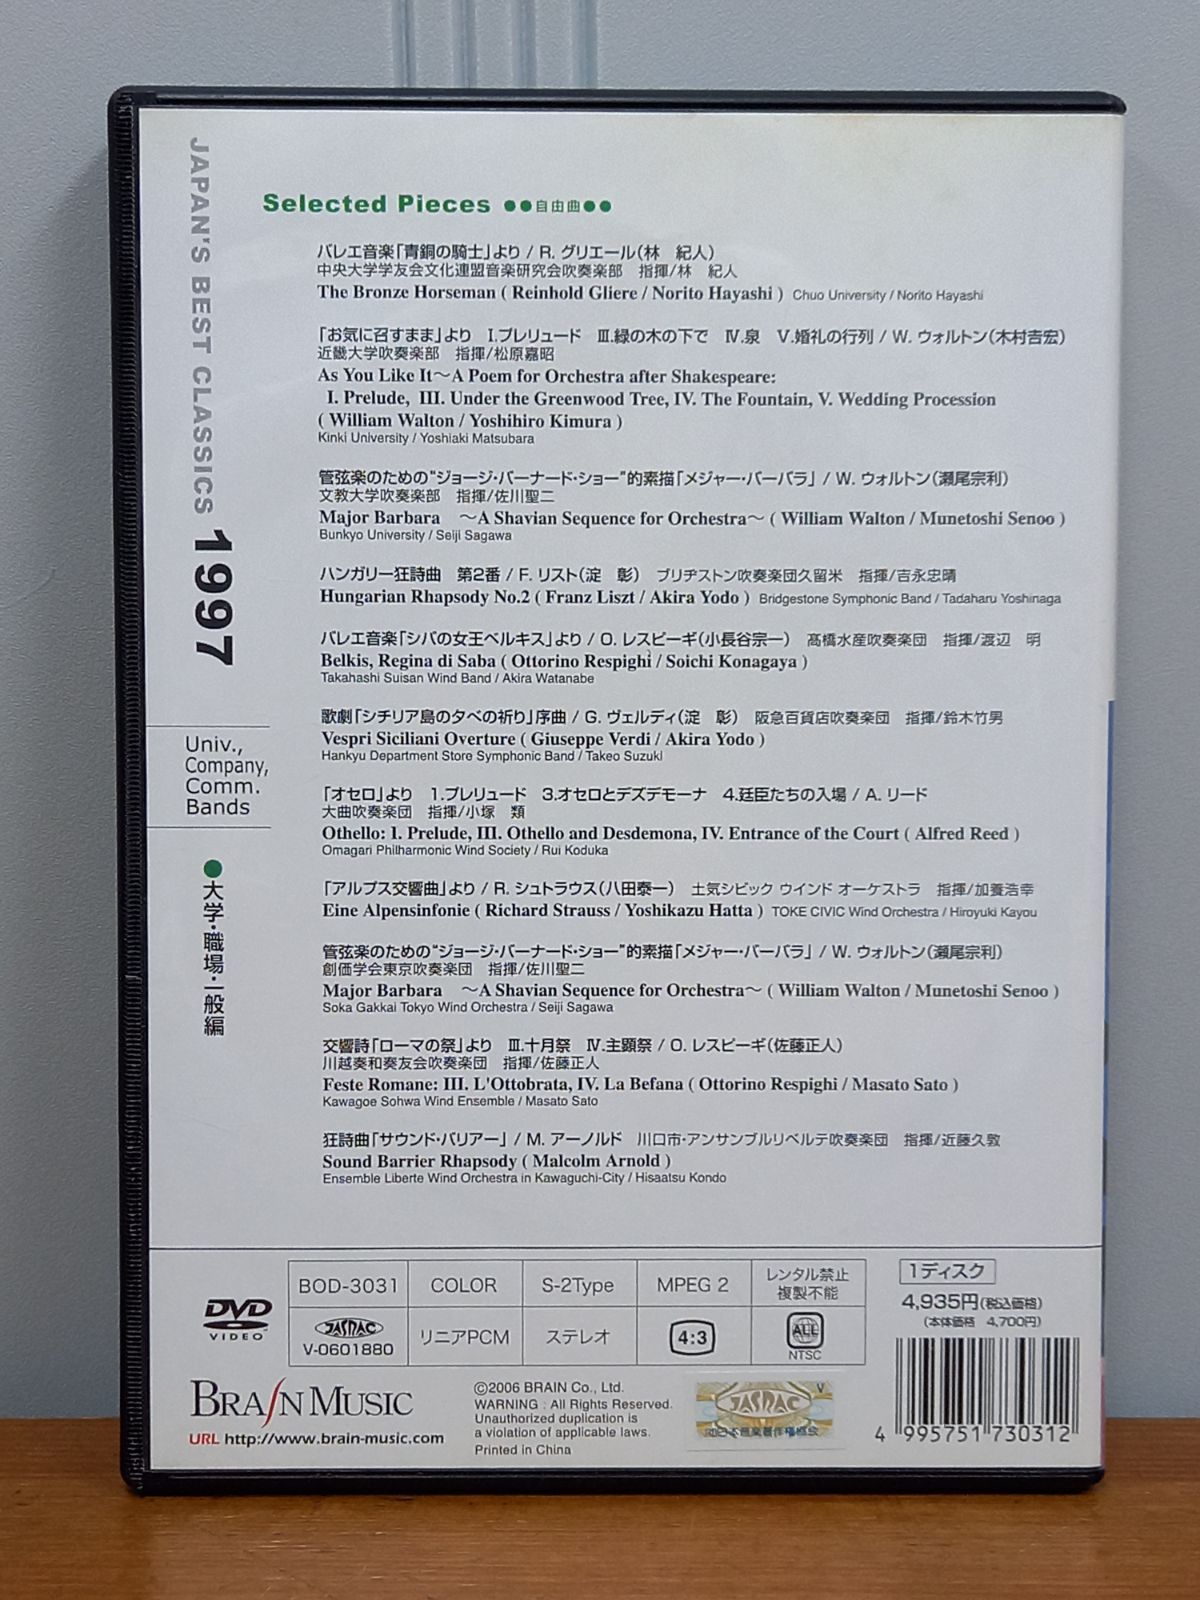 JAPAN'S BEST CLASSICS 1997
Univ.,
Company,
Comm.
Bands
●大学・職場・一般編
Selected Pieces ●●自由曲●●
バレエ音楽「青銅の騎士」より / R. グリエール(林 紀人)
中央大学学友会文化連盟音楽研究会吹奏楽部 指揮/林 紀人
The Bronze Horseman ( Reinhold Gliere / Norito Hayashi ) Chuo University / Norito Hayashi
「お気に召すまま」より Ⅰ.プレリュード Ⅲ.緑の木の下で Ⅳ.泉 Ⅴ.婚礼の行列 / W. ウォルトン(木村吉宏)
近畿大学吹奏楽部 指揮/松原嘉昭
As You Like It～A Poem for Orchestra after Shakespeare:
I. Prelude, III. Under the Greenwood Tree, IV. The Fountain, V. Wedding Procession
( William Walton / Yoshihiro Kimura )
Kinki University / Yoshiaki Matsubara
管弦楽のための“ジョージ・バーナード・ショー”的素描「メジャー・バーバラ」 / W. ウォルトン(瀬尾宗利)
文教大学吹奏楽部 指揮/佐川聖二
Major Barbara ～A Shavian Sequence for Orchestra～ ( William Walton / Munetoshi Senoo )
Bunkyo University / Seiji Sagawa
ハンガリー狂詩曲 第2番 / F. リスト(淀 彰) ブリヂストン吹奏楽団久留米 指揮/吉永忠晴
Hungarian Rhapsody No.2 ( Franz Liszt / Akira Yodo ) Bridgestone Symphonic Band / Tadaharu Yoshinaga
バレエ音楽「シバの女王ベルキス」より / O. レスピーギ(小長谷宗一) 髙橋水産吹奏楽団 指揮/渡辺 明
Belkis, Regina di Saba ( Ottorino Respighi / Soichi Konagaya )
Takahashi Suisan Wind Band / Akira Watanabe
歌劇「シチリア島の夕べの祈り」序曲 / G. ヴェルディ(淀 彰) 阪急百貨店吹奏楽団 指揮/鈴木竹男
Vespri Siciliani Overture ( Giuseppe Verdi / Akira Yodo )
Hankyu Department Store Symphonic Band / Takeo Suzuki
「オセロ」より 1.プレリュード 3.オセロとデズデモーナ 4.廷臣たちの入場 / A. リード
大曲吹奏楽団 指揮/小塚 類
Othello: I. Prelude, III. Othello and Desdemona, IV. Entrance of the Court ( Alfred Reed )
Omagari Philharmonic Wind Society / Rui Koduka
「アルプス交響曲」より / R. シュトラウス(八田泰一) 土気シビック ウインド オーケストラ 指揮/加養浩幸
Eine Alpensinfonie ( Richard Strauss / Yoshikazu Hatta ) TOKE CIVIC Wind Orchestra / Hiroyuki Kayou
管弦楽のための“ジョージ・バーナード・ショー”的素描「メジャー・バーバラ」 / W. ウォルトン(瀬尾宗利)
創価学会東京吹奏楽団 指揮/佐川聖二
Major Barbara ～A Shavian Sequence for Orchestra～ ( William Walton / Munetoshi Senoo )
Soka Gakkai Tokyo Wind Orchestra / Seiji Sagawa
交響詩「ローマの祭」より Ⅲ.十月祭 Ⅳ.主顕祭 / O. レスピーギ(佐藤正人)
川越奏和奏友会吹奏楽団 指揮/佐藤正人
Feste Romane: III. L'Ottobrata, IV. La Befana ( Ottorino Respighi / Masato Sato )
Kawagoe Sohwa Wind Ensemble / Masato Sato
狂詩曲「サウンド・バリアー」 / M. アーノルド 川口市・アンサンブルリベルテ吹奏楽団 指揮/近藤久敦
Sound Barrier Rhapsody ( Malcolm Arnold )
Ensemble Liberte Wind Orchestra in Kawaguchi-City / Hisaatsu Kondo
DVD
VIDEO
BOD-3031 COLOR S-2Type MPEG 2 レンタル禁止
複製不能
JASRAC
V-0601880 リニアPCM ステレオ 4:3 ALL
NTSC
1ディスク
4,935円(税込価格)
(本体価格 4,700円)
BRAIN MUSIC
URL http://www.brain-music.com
©2006 BRAIN Co., Ltd.
WARNING : All Rights Reserved.
Unauthorized duplication is
a violation of applicable laws.
Printed in China
V
JASRAC
日本音楽著作権協会
4 995751 730312